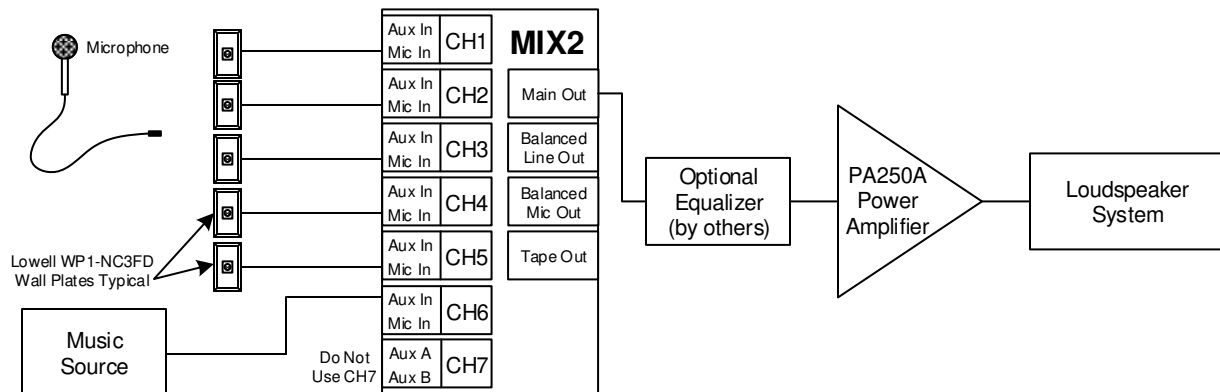 Microphone
Lowell WP1-NC3FD
Wall Plates Typical
Music
Source
Do Not
Use CH7
MIX2
Aux In
Mic In
CH1
Aux In
Mic In
CH2
Aux In
Mic In
CH3
Aux In
Mic In
CH4
Aux In
Mic In
CH5
Aux In
Mic In
CH6
Aux A
Aux B
CH7
Main Out
Balanced
Line Out
Balanced
Mic Out
Tape Out
Optional
Equalizer
(by others)
PA250A
Power
Amplifier
Loudspeaker
System